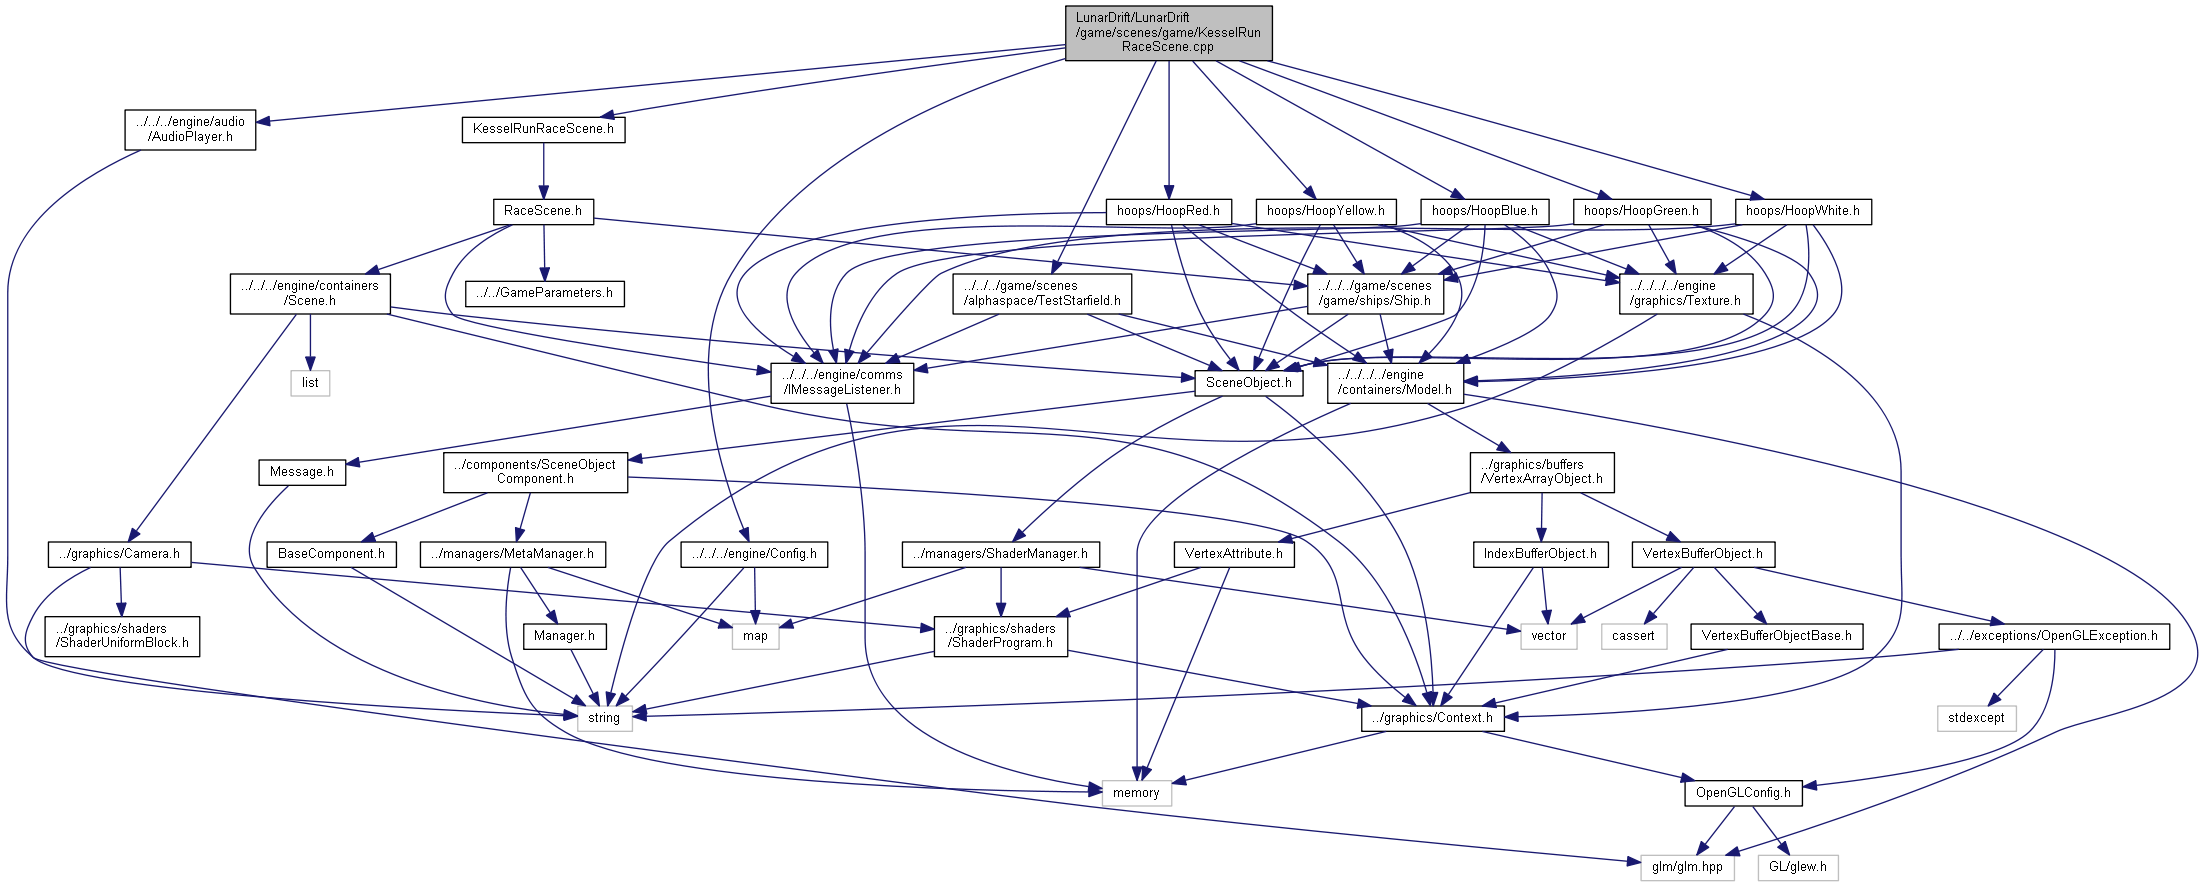 LunarDrift/LunarDrift
/game/scenes/game/KesselRun
RaceScene.cpp
../../../engine/audio
/AudioPlayer.h
KesselRunRaceScene.h
RaceScene.h
hoops/HoopRed.h
hoops/HoopYellow.h
hoops/HoopBlue.h
hoops/HoopGreen.h
hoops/HoopWhite.h
../../../engine/containers
/Scene.h
../../GameParameters.h
../../../game/scenes
/alphaspace/TestStarfield.h
../../../game/scenes
/game/ships/Ship.h
../../../../engine
/graphics/Texture.h
list
../../../engine/comms
/IMessageListener.h
SceneObject.h
../../../../engine
/containers/Model.h
Message.h
../components/SceneObject
Component.h
../graphics/buffers
/VertexArrayObject.h
../graphics/Camera.h
BaseComponent.h
../managers/MetaManager.h
../../../engine/Config.h
../managers/ShaderManager.h
VertexAttribute.h
IndexBufferObject.h
VertexBufferObject.h
../graphics/shaders
/ShaderUniformBlock.h
Manager.h
map
../graphics/shaders
/ShaderProgram.h
vector
cassert
VertexBufferObjectBase.h
../../exceptions/OpenGLException.h
string
../graphics/Context.h
stdexcept
memory
OpenGLConfig.h
glm/glm.hpp
GL/glew.h